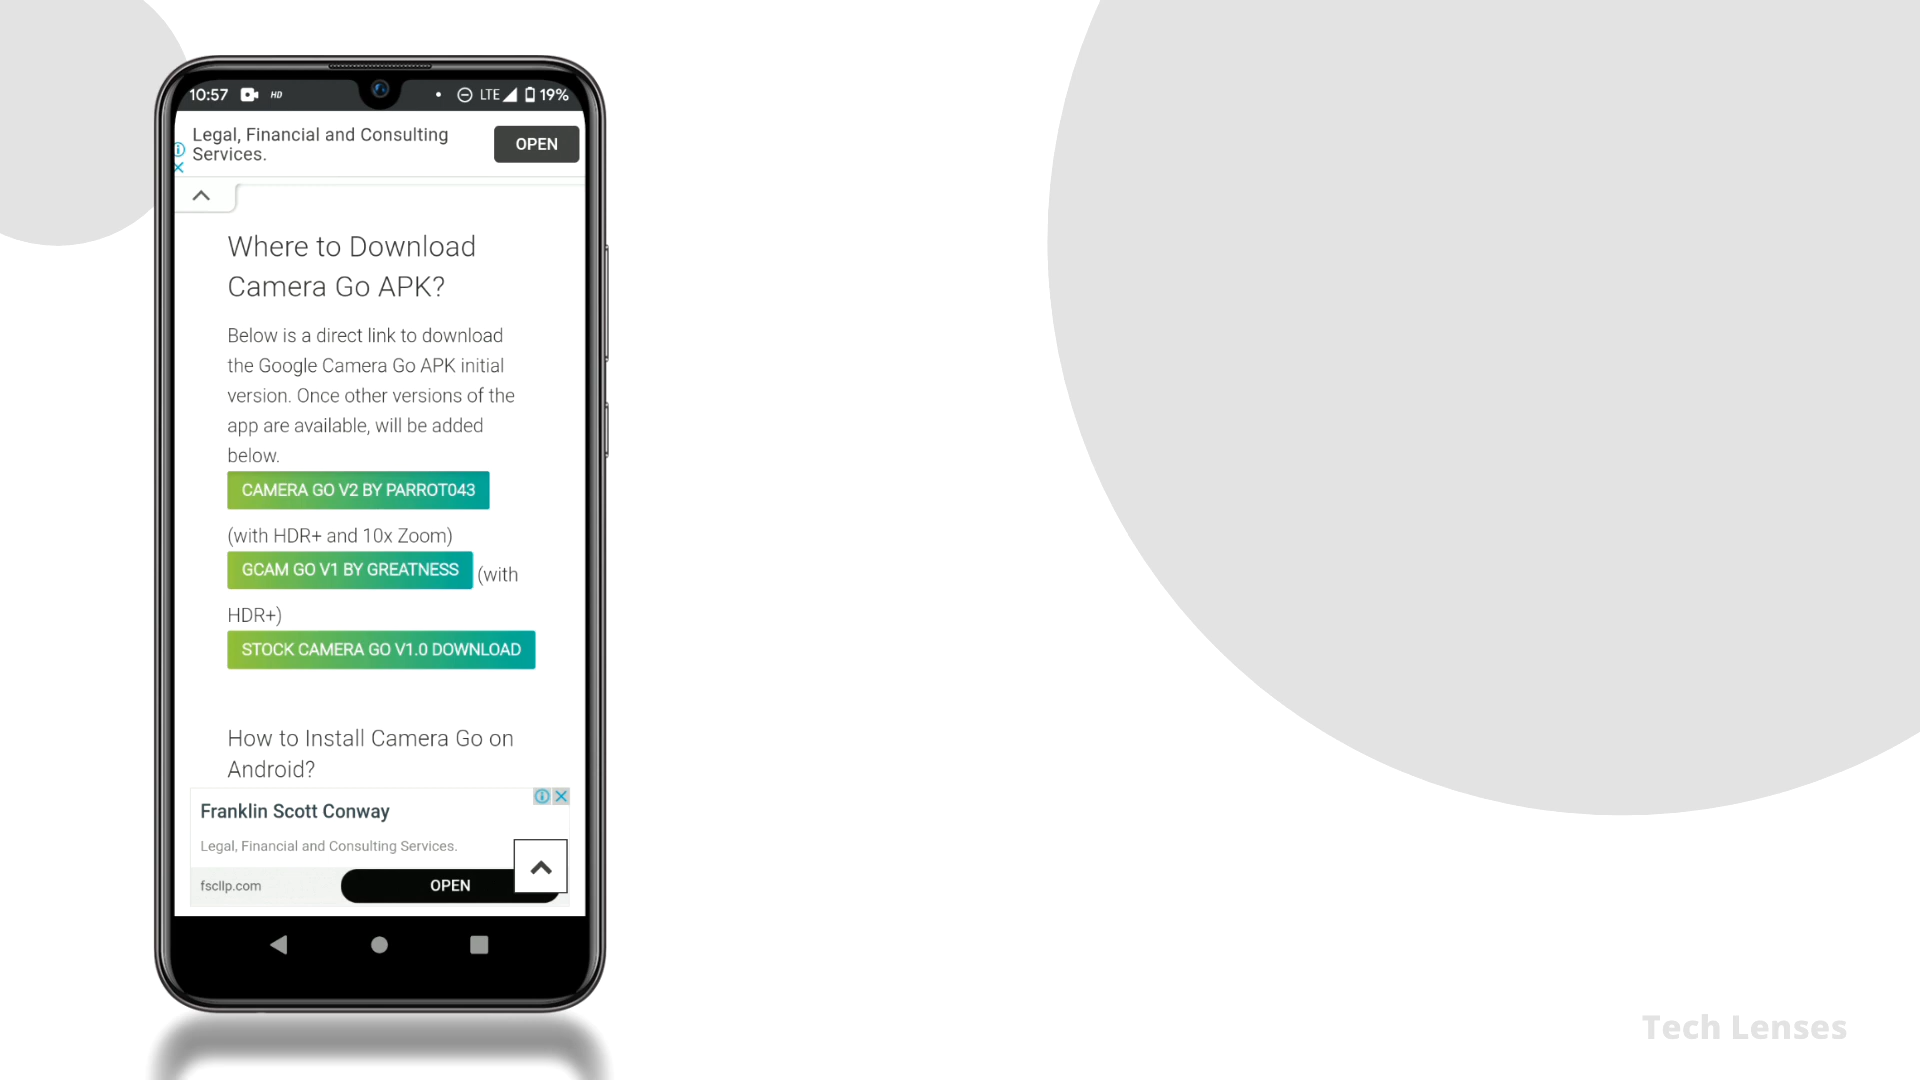 10:57 HD LTE 19%
Legal, Financial and Consulting
Services.
OPEN
Where to Download
Camera Go APK?
Below is a direct link to download
the Google Camera Go APK initial
version. Once other versions of the
app are available, will be added
below.
CAMERA GO V2 BY PARROT043
(with HDR+ and 10x Zoom)
GCAM GO V1 BY GREATNESS (with
HDR+)
STOCK CAMERA GO V1.0 DOWNLOAD
How to Install Camera Go on
Android?
Franklin Scott Conway
Legal, Financial and Consulting Services.
fscllp.com OPEN
Tech Lenses